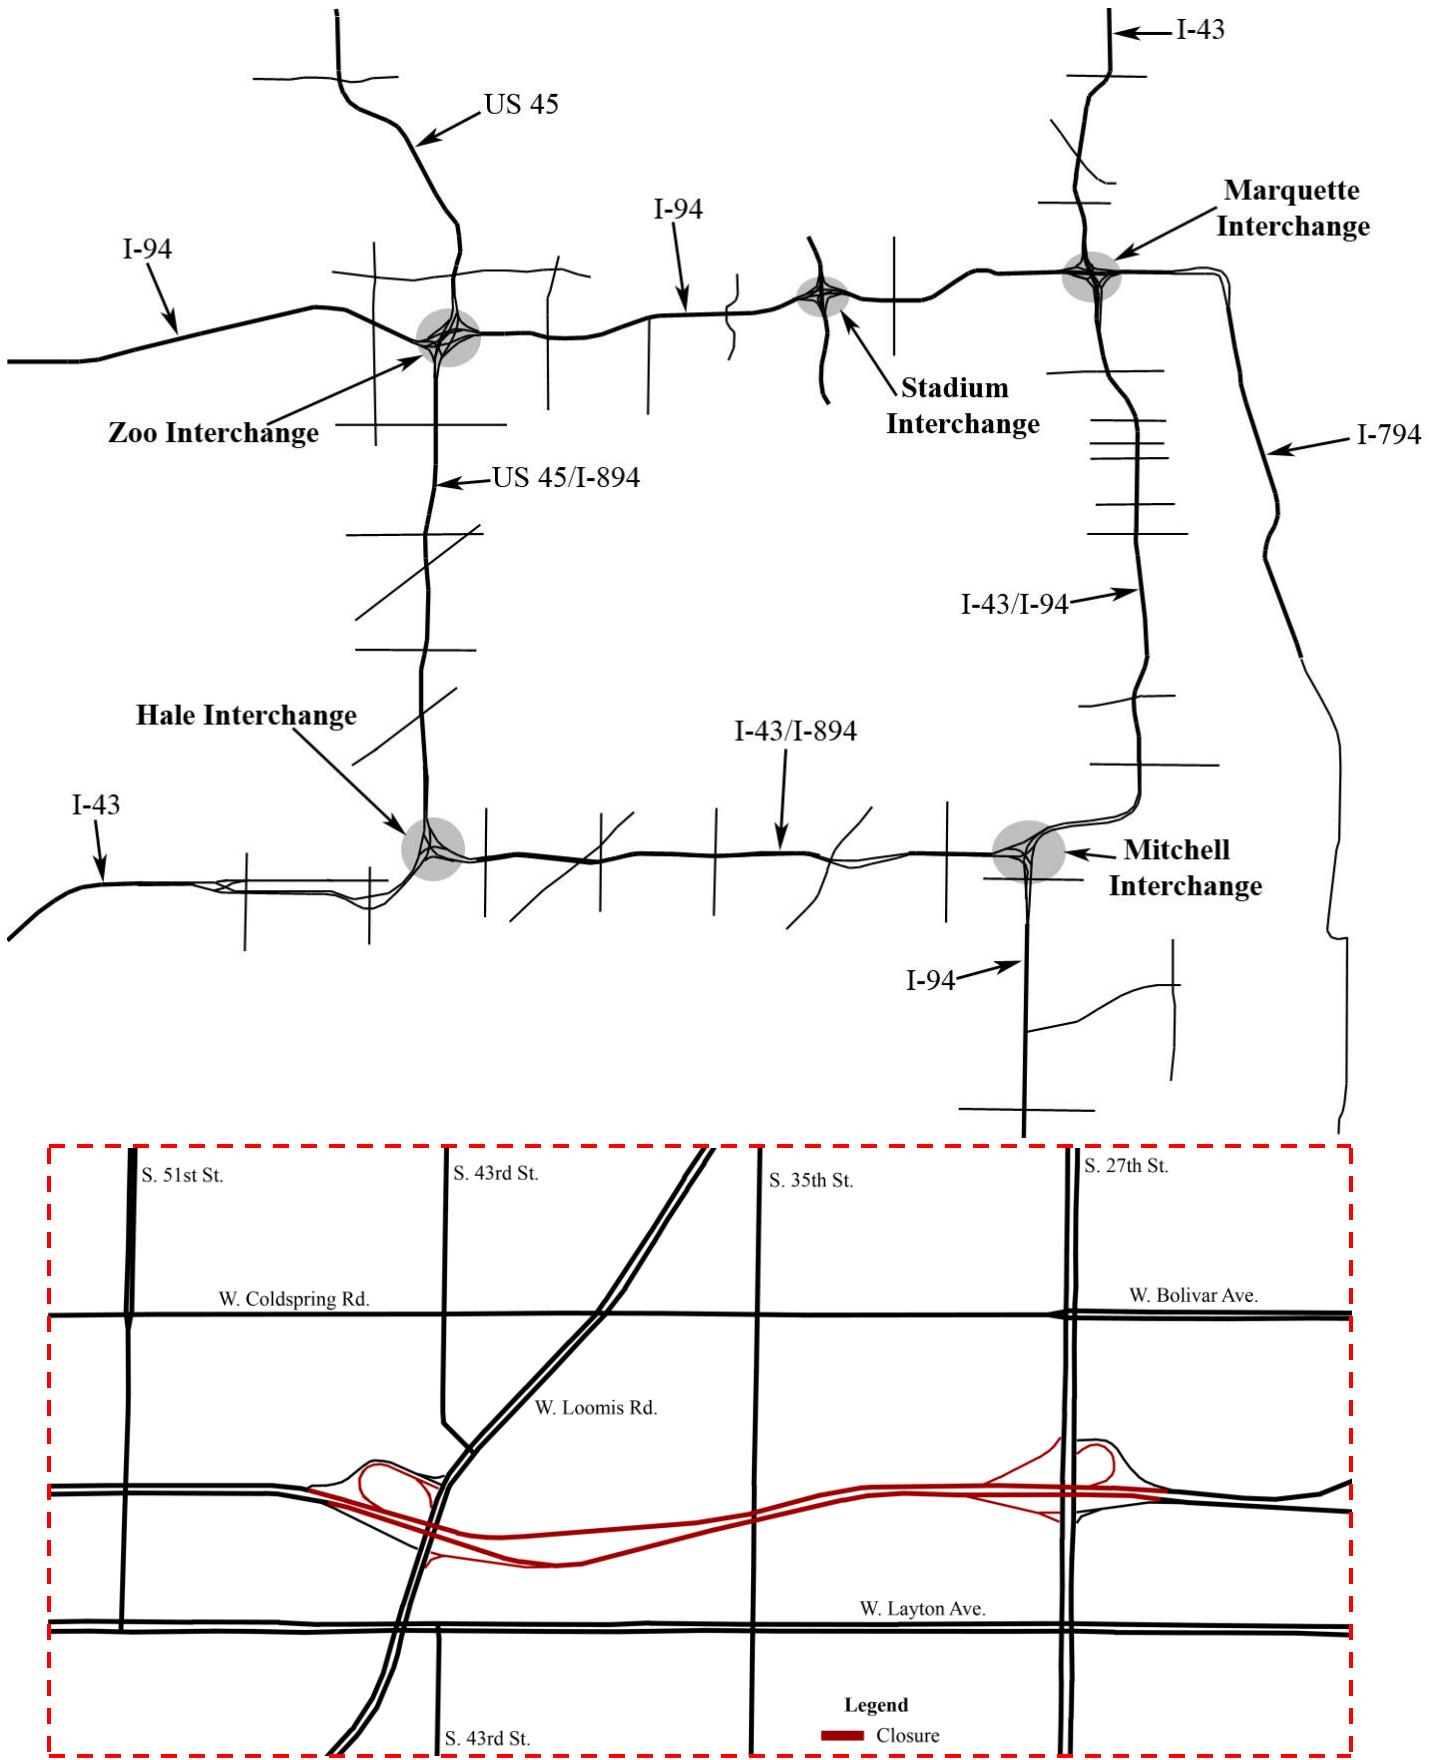 I-43
US 45
Marquette
Interchange
I-94
I-94
Stadium
Interchange
Zoo Interchange
I-794
US 45/I-894
I-43/I-94
Hale Interchange
I-43/I-894
I-43
Mitchell
Interchange
I-94
S. 51st St.
S. 43rd St.
S. 35th St.
S. 27th St.
W. Coldspring Rd.
W. Bolivar Ave.
W. Loomis Rd.
W. Layton Ave.
Legend
Closure
S. 43rd St.